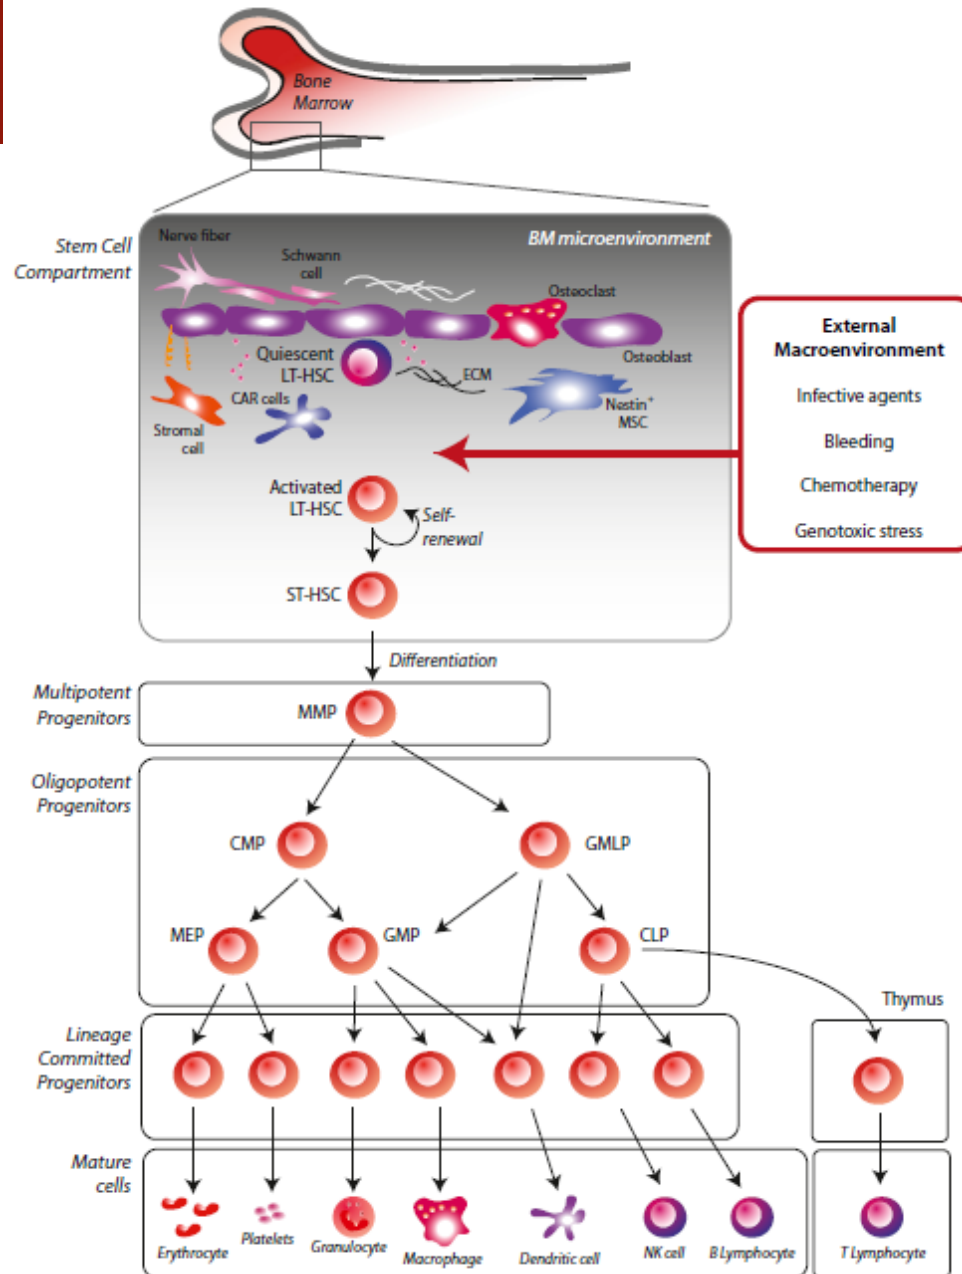 Bone
Marrow
Stem Cell
Compartment
Nerve fiber
BM microenvironment
Schwann
cell
Osteoclast
Quiescent
LT-HSC
Osteoblast
ECM
CAR cells
Nestin+
MSC
Stromal
cell
External
Macroenvironment
Infective agents
Bleeding
Chemotherapy
Genotoxic stress
Activated
LT-HSC
Self-
renewal
ST-HSC
Differentiation
Multipotent
Progenitors
MMP
Oligopotent
Progenitors
CMP
GMLP
MEP
GMP
CLP
Thymus
Lineage
Committed
Progenitors
Mature
cells
Erythrocyte
Platelets
Granulocyte
Macrophage
Dendritic cell
NK cell
B Lymphocyte
T Lymphocyte